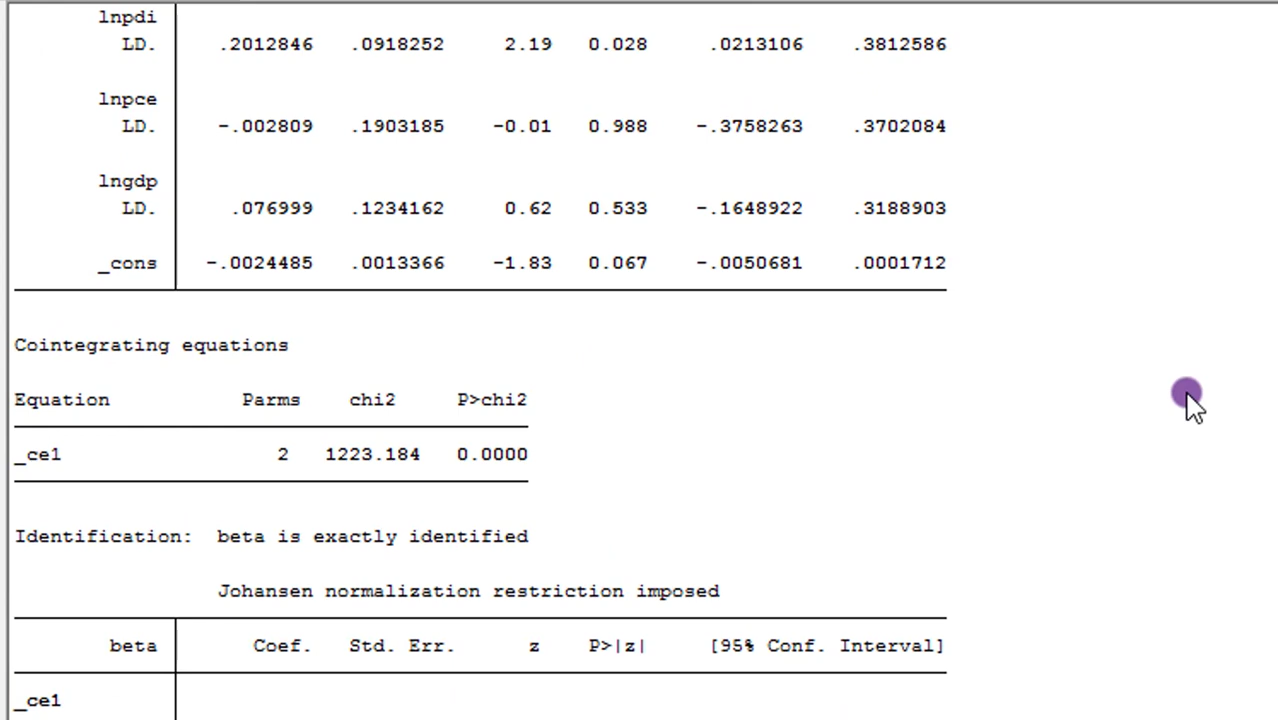 lnpdi
LD. .2012846 .0918252 2.19 0.028 .0213106 .3812586
lnpce
LD. -.002809 .1903185 -0.01 0.988 -.3758263 .3702084
lngdp
LD. .076999 .1234162 0.62 0.533 -.1648922 .3188903
_cons -.0024485 .0013366 -1.83 0.067 -.0050681 .0001712
Cointegrating equations
Equation Parms chi2 P>chi2
_ce1 2 1223.184 0.0000
Identification: beta is exactly identified
Johansen normalization restriction imposed
beta Coef. Std. Err. z P>|z| [95% Conf. Interval]
_ce1